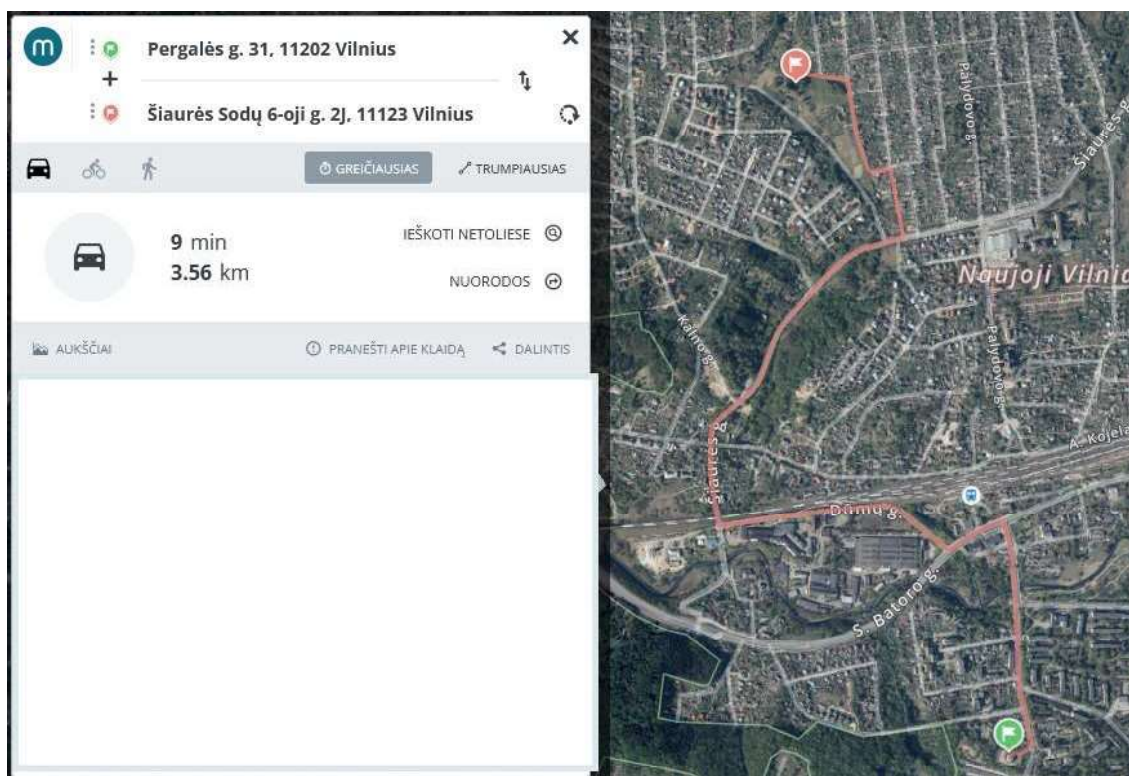 m
Pergalės g. 31, 11202 Vilnius
Šiaurės Sodų 6-oji g. 2J, 11123 Vilnius
GREIČIAUSIAS
TRUMPIAUSIAS
9 min
3.56 km
IEŠKOTI NETOLIESE
NUORODOS
AUKŠČIAI
PRANEŠTI APIE KLAIDĄ
DALINTIS
Palydovo g.
Šiaurės g.
Naujoji Vilnia
Kalno g.
Palydovo g.
A. Kojela
Šiaurės g.
Dūmų g.
S. Batoro g.